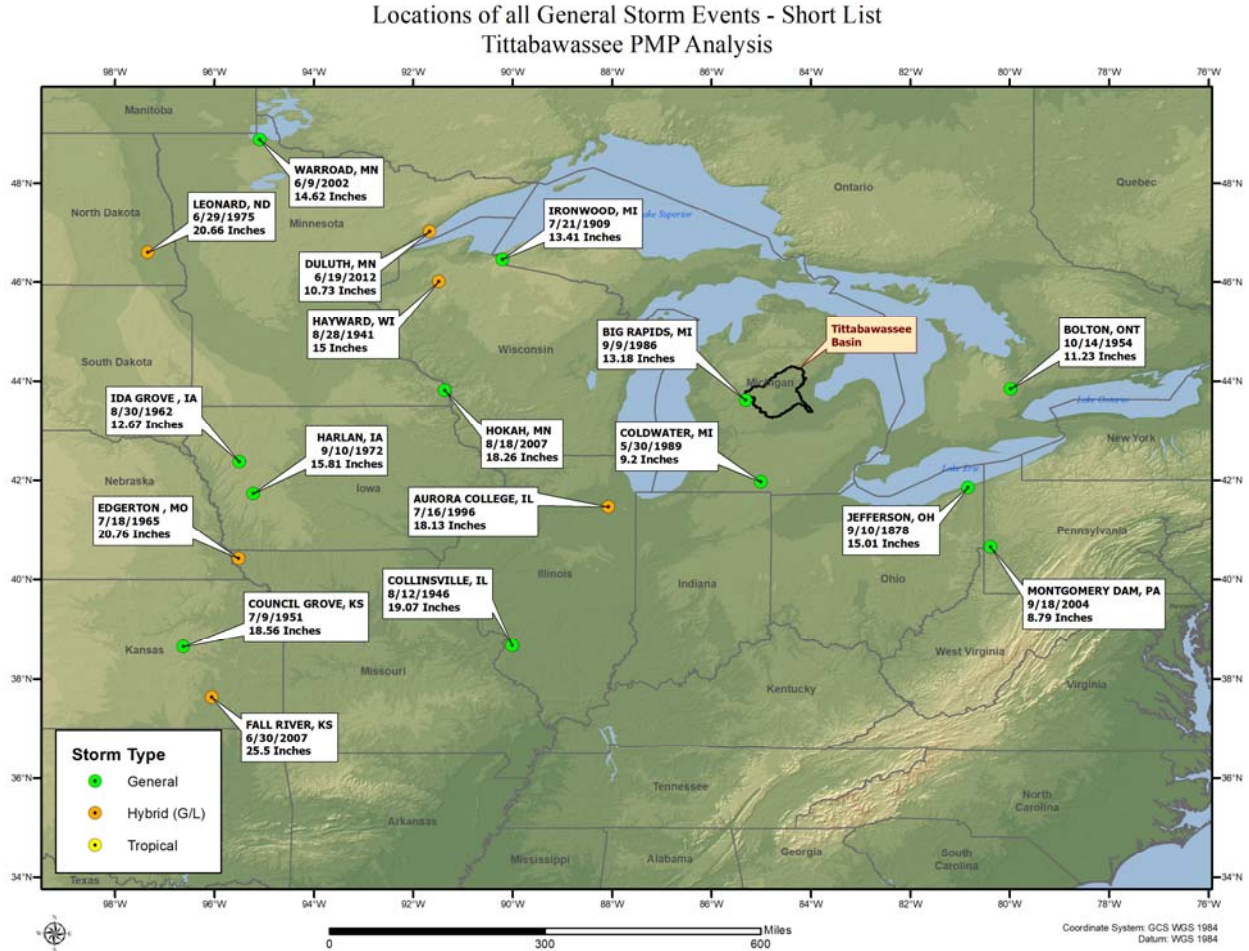 Locations of all General Storm Events - Short List
Tittabawassee PMP Analysis
98°W
96°W
94°W
92°W
90°W
88°W
86°W
84°W
82°W
80°W
78°W
76°W
Manitoba
Ontario
Quebec
WARROAD, MN
6/9/2002
14.62 Inches
48°N
48°N
North Dakota
LEONARD, ND
6/29/1975
20.66 Inches
Minnesota
IRONWOOD, MI
7/21/1909
13.41 Inches
Lake Superior
DULUTH, MN
6/19/2012
10.73 Inches
46°N
46°N
HAYWARD, WI
8/28/1941
15 Inches
Wisconsin
South Dakota
BIG RAPIDS, MI
9/9/1986
13.18 Inches
Tittabawassee
Basin
Michigan
BOLTON, ONT
10/14/1954
11.23 Inches
44°N
44°N
Lake Ontario
IDA GROVE , IA
8/30/1962
12.67 Inches
HARLAN, IA
9/10/1972
15.81 Inches
HOKAH, MN
8/18/2007
18.26 Inches
COLDWATER, MI
5/30/1989
9.2 Inches
New York
Lake Erie
42°N
42°N
Nebraska
Iowa
EDGERTON , MO
7/18/1965
20.76 Inches
AURORA COLLEGE, IL
7/16/1996
18.13 Inches
JEFFERSON, OH
9/10/1878
15.01 Inches
Pennsylvania
40°N
40°N
Illinois
Indiana
Ohio
COLLINSVILLE, IL
8/12/1946
19.07 Inches
MONTGOMERY DAM, PA
9/18/2004
8.79 Inches
COUNCIL GROVE, KS
7/9/1951
18.56 Inches
Kansas
Missouri
West Virginia
Virginia
Kentucky
38°N
38°N
FALL RIVER, KS
6/30/2007
25.5 Inches
Storm Type
General
Hybrid (G/L)
Tropical
36°N
36°N
Tennessee
North
Carolina
Arkansas
Mississippi
Alabama
Georgia
South
Carolina
Texas
34°N
34°N
98°W
96°W
94°W
92°W
90°W
88°W
86°W
84°W
82°W
80°W
78°W
76°W
Miles
0
300
600
Coordinate System: GCS WGS 1984
Datum: WGS 1984